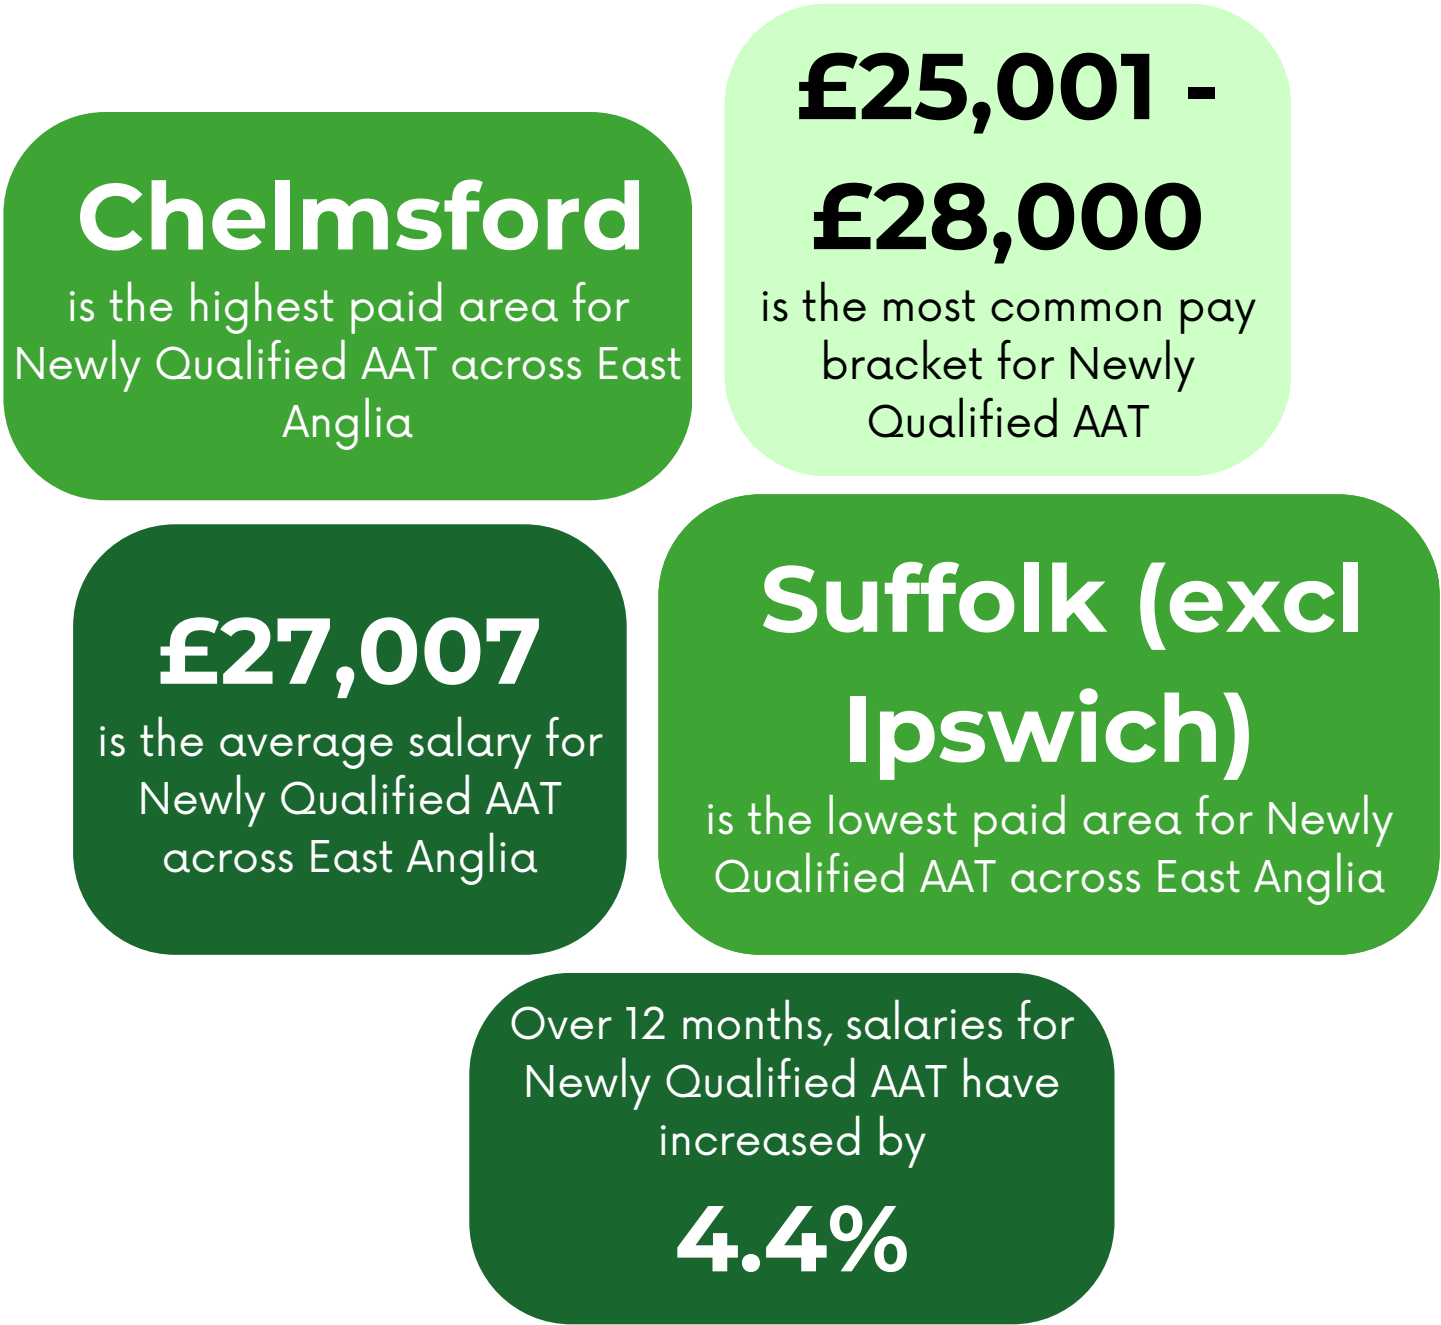 Chelmsford
is the highest paid area for
Newly Qualified AAT across East
Anglia
£25,001 -
£28,000
is the most common pay
bracket for Newly
Qualified AAT
£27,007
is the average salary for
Newly Qualified AAT
across East Anglia
Suffolk (excl
Ipswich)
is the lowest paid area for Newly
Qualified AAT across East Anglia
Over 12 months, salaries for
Newly Qualified AAT have
increased by
4.4%